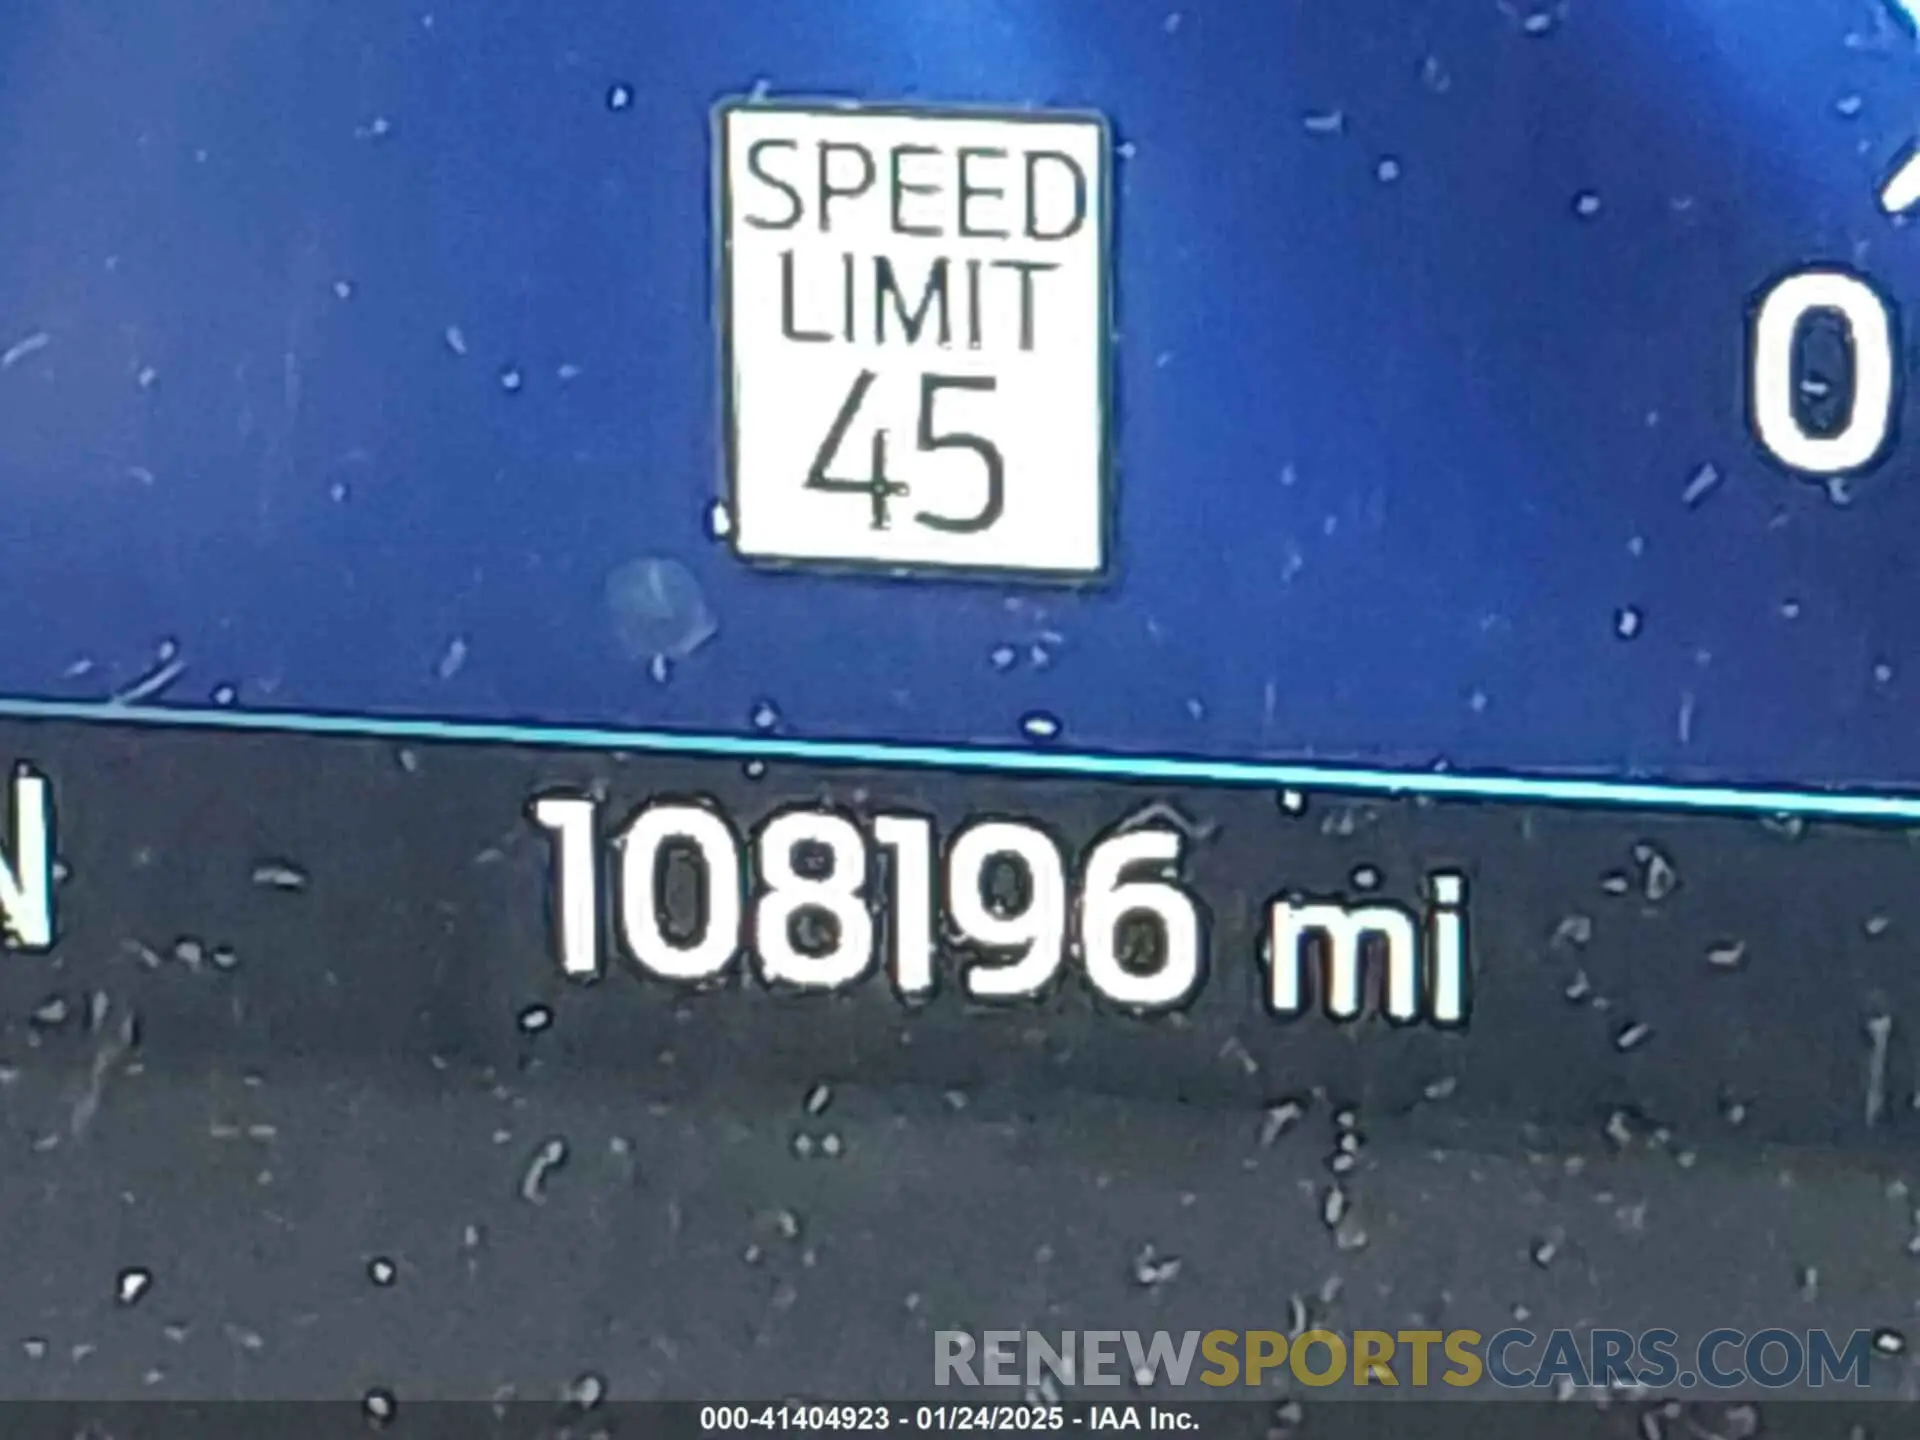 SPEED
LIMIT
45
0
N
108196 mi
RENEWSPORTSCARS.COM
000-41404923 - 01/24/2025 - IAA Inc.